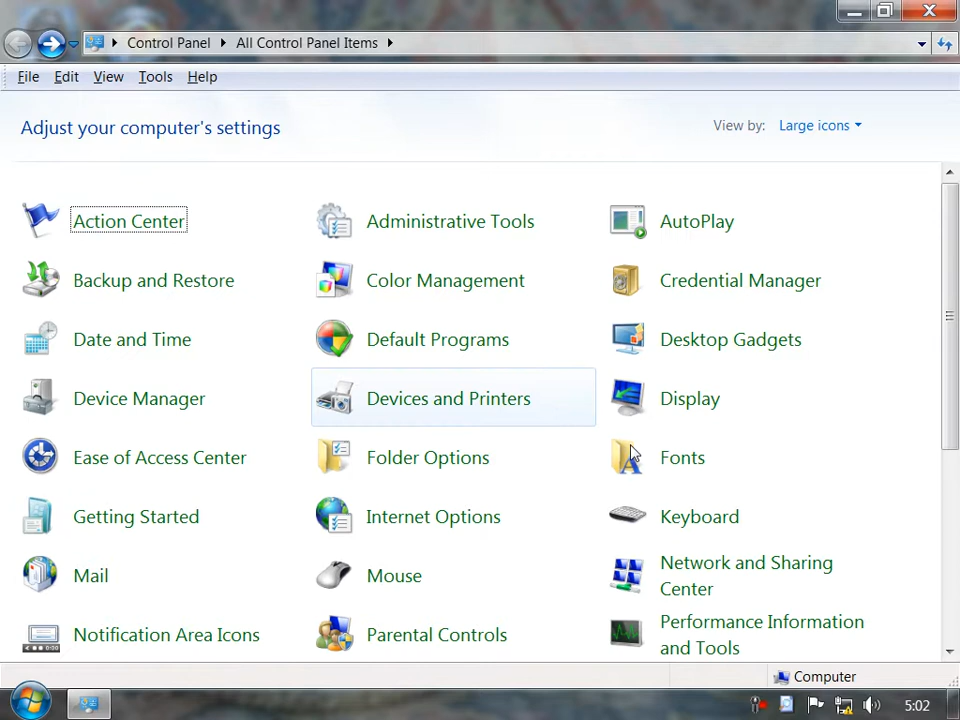 Control Panel All Control Panel Items
File Edit View Tools Help
Adjust your computer's settings
View by: Large icons
Action Center
Administrative Tools
AutoPlay
Backup and Restore
Color Management
Credential Manager
Date and Time
Default Programs
Desktop Gadgets
Device Manager
Devices and Printers
Display
Ease of Access Center
Folder Options
Fonts
Getting Started
Internet Options
Keyboard
Mail
Mouse
Network and Sharing
Center
Notification Area Icons
Parental Controls
Performance Information
and Tools
Computer
5:02